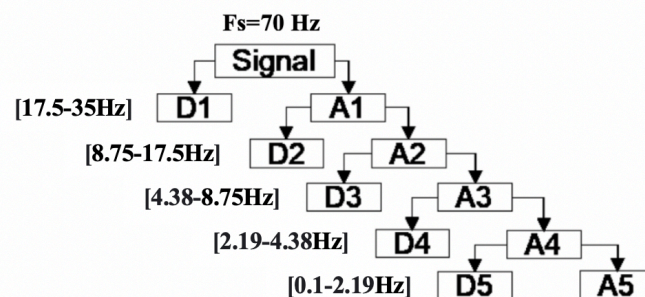 Fs=70 Hz
Signal
[17.5-35Hz] D1 A1
[8.75-17.5Hz] D2 A2
[4.38-8.75Hz] D3 A3
[2.19-4.38Hz] D4 A4
[0.1-2.19Hz] D5 A5